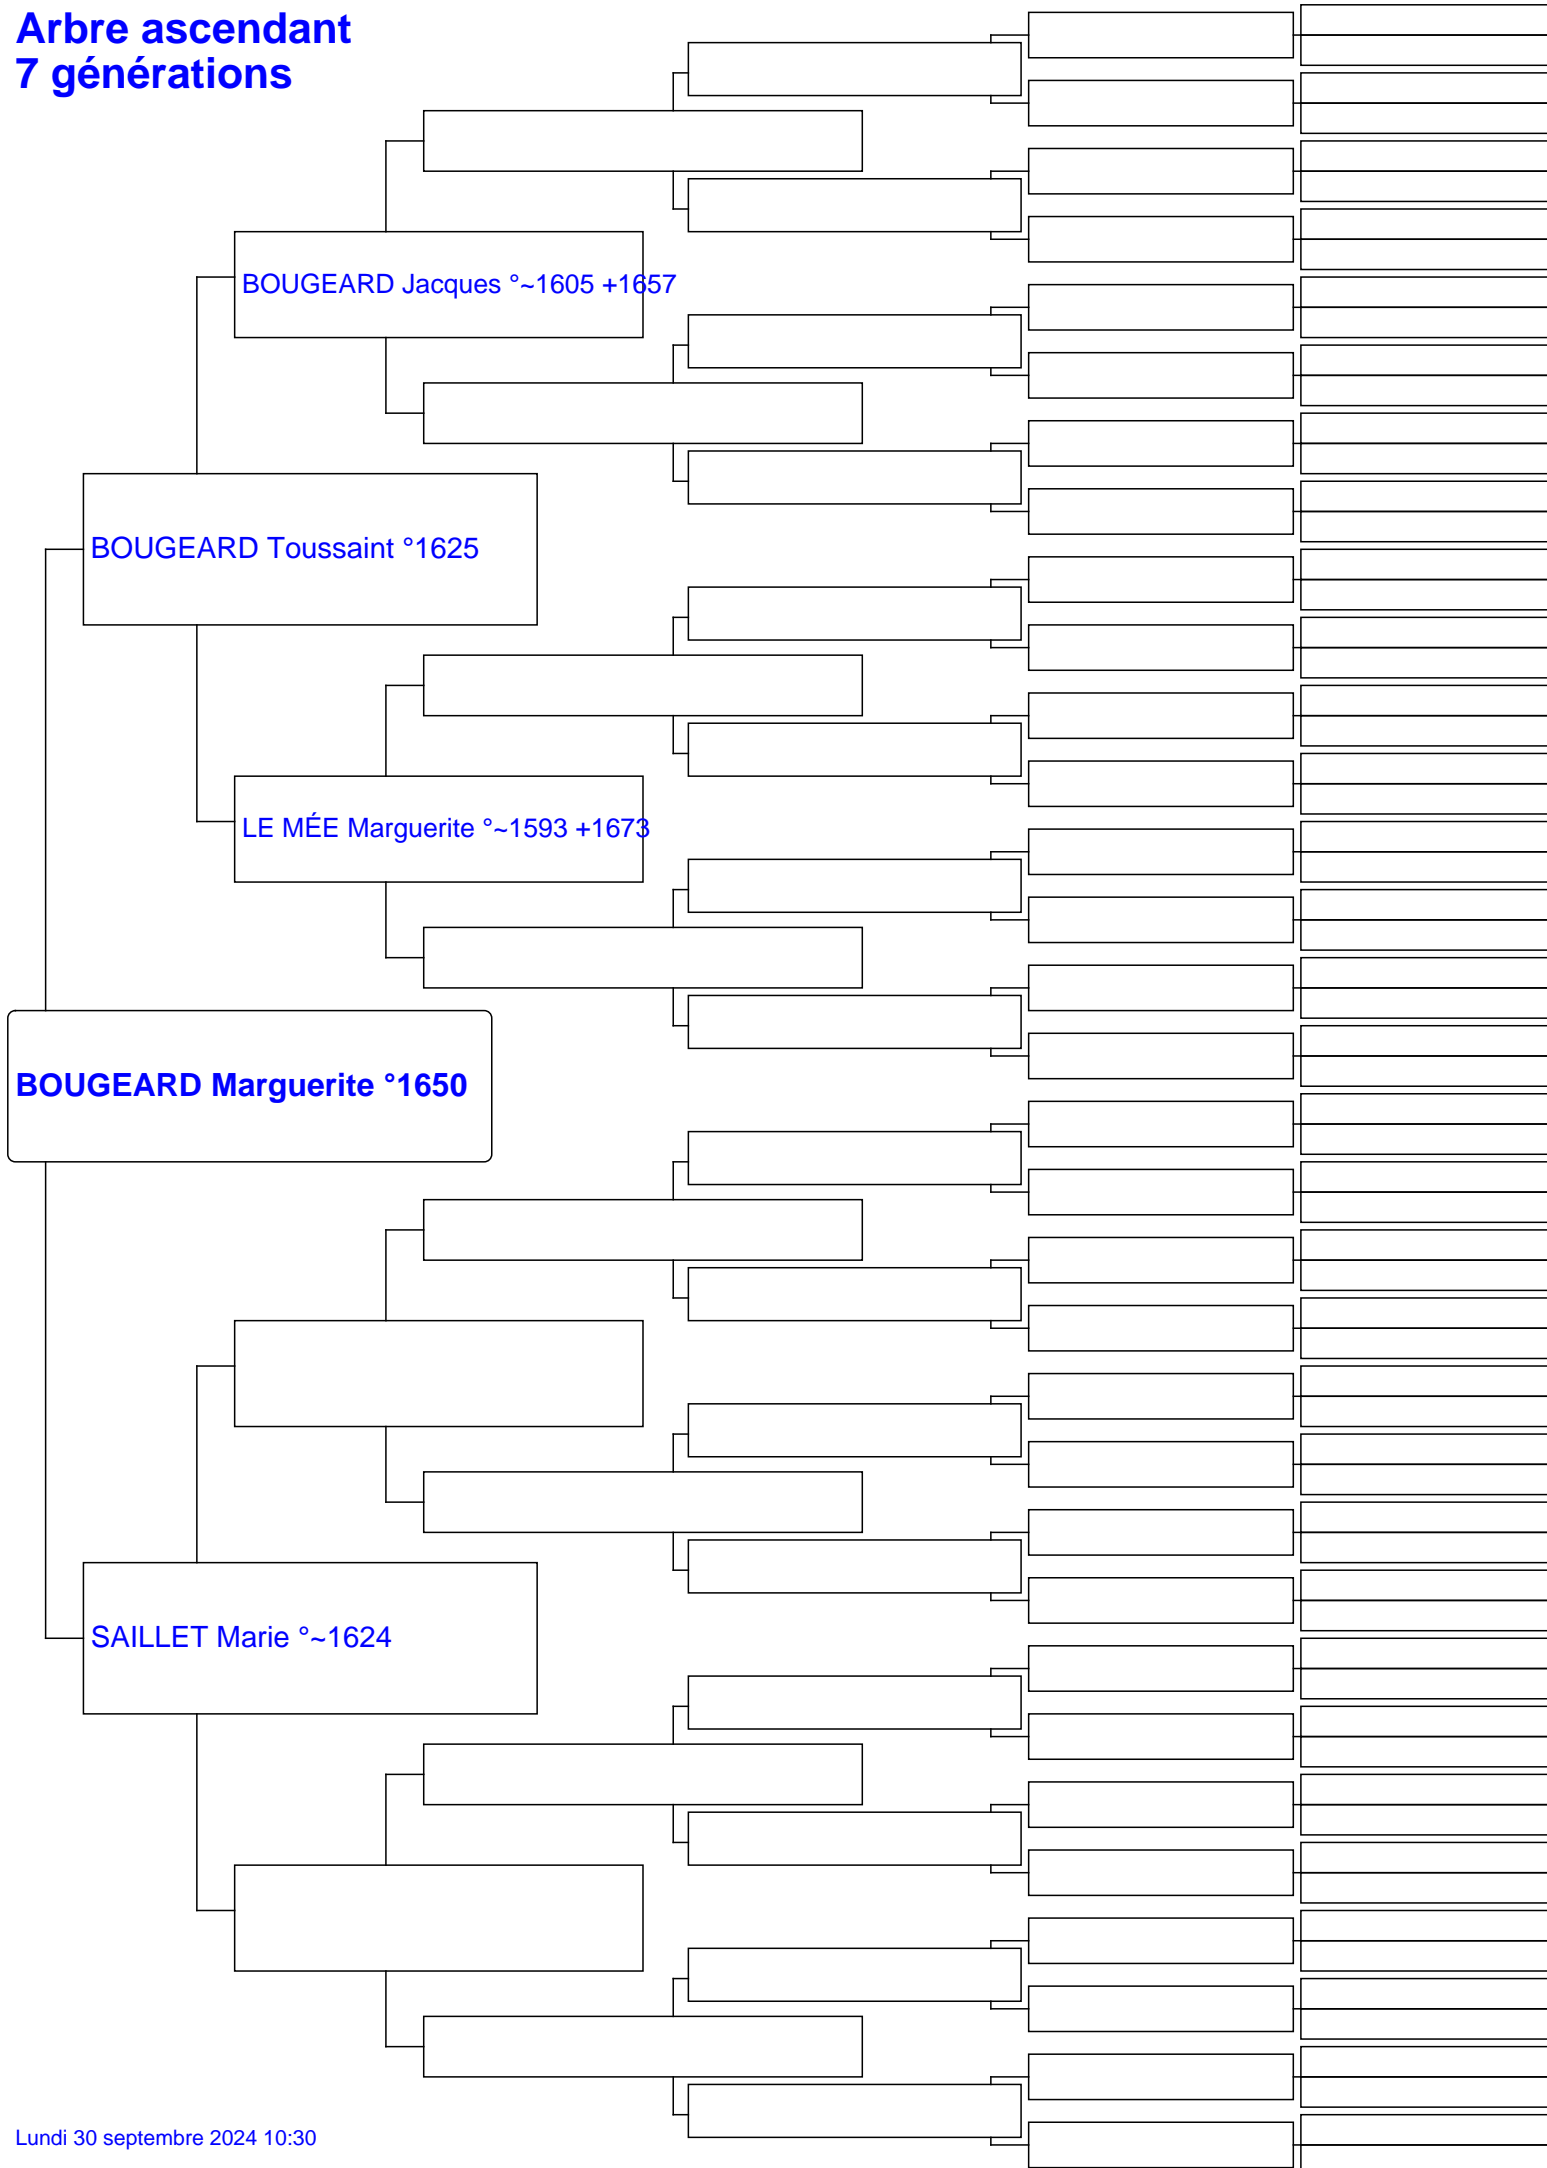 Arbre ascendant
7 générations
BOUGEARD Jacques °~1605 +1657
BOUGEARD Toussaint °1625
LE MÉE Marguerite °~1593 +1673
BOUGEARD Marguerite °1650
SAILLET Marie °~1624
Lundi 30 septembre 2024 10:30